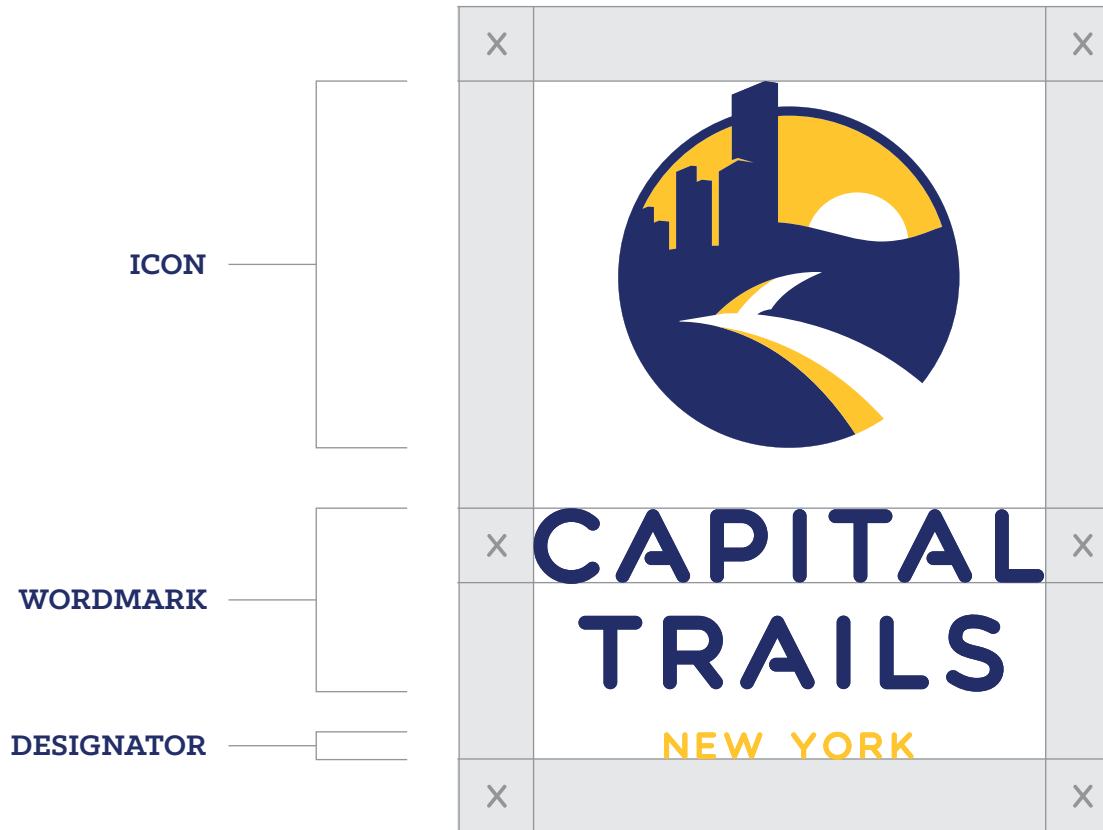 X X
ICON
X CAPITAL X
WORDMARK
TRAILS
DESIGNATOR
NEW YORK
X X